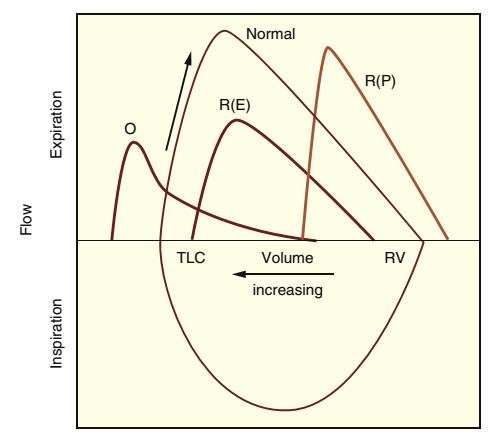 Normal
R(P)
R(E)
O
Expiration
Flow
TLC
Volume
RV
increasing
Inspiration